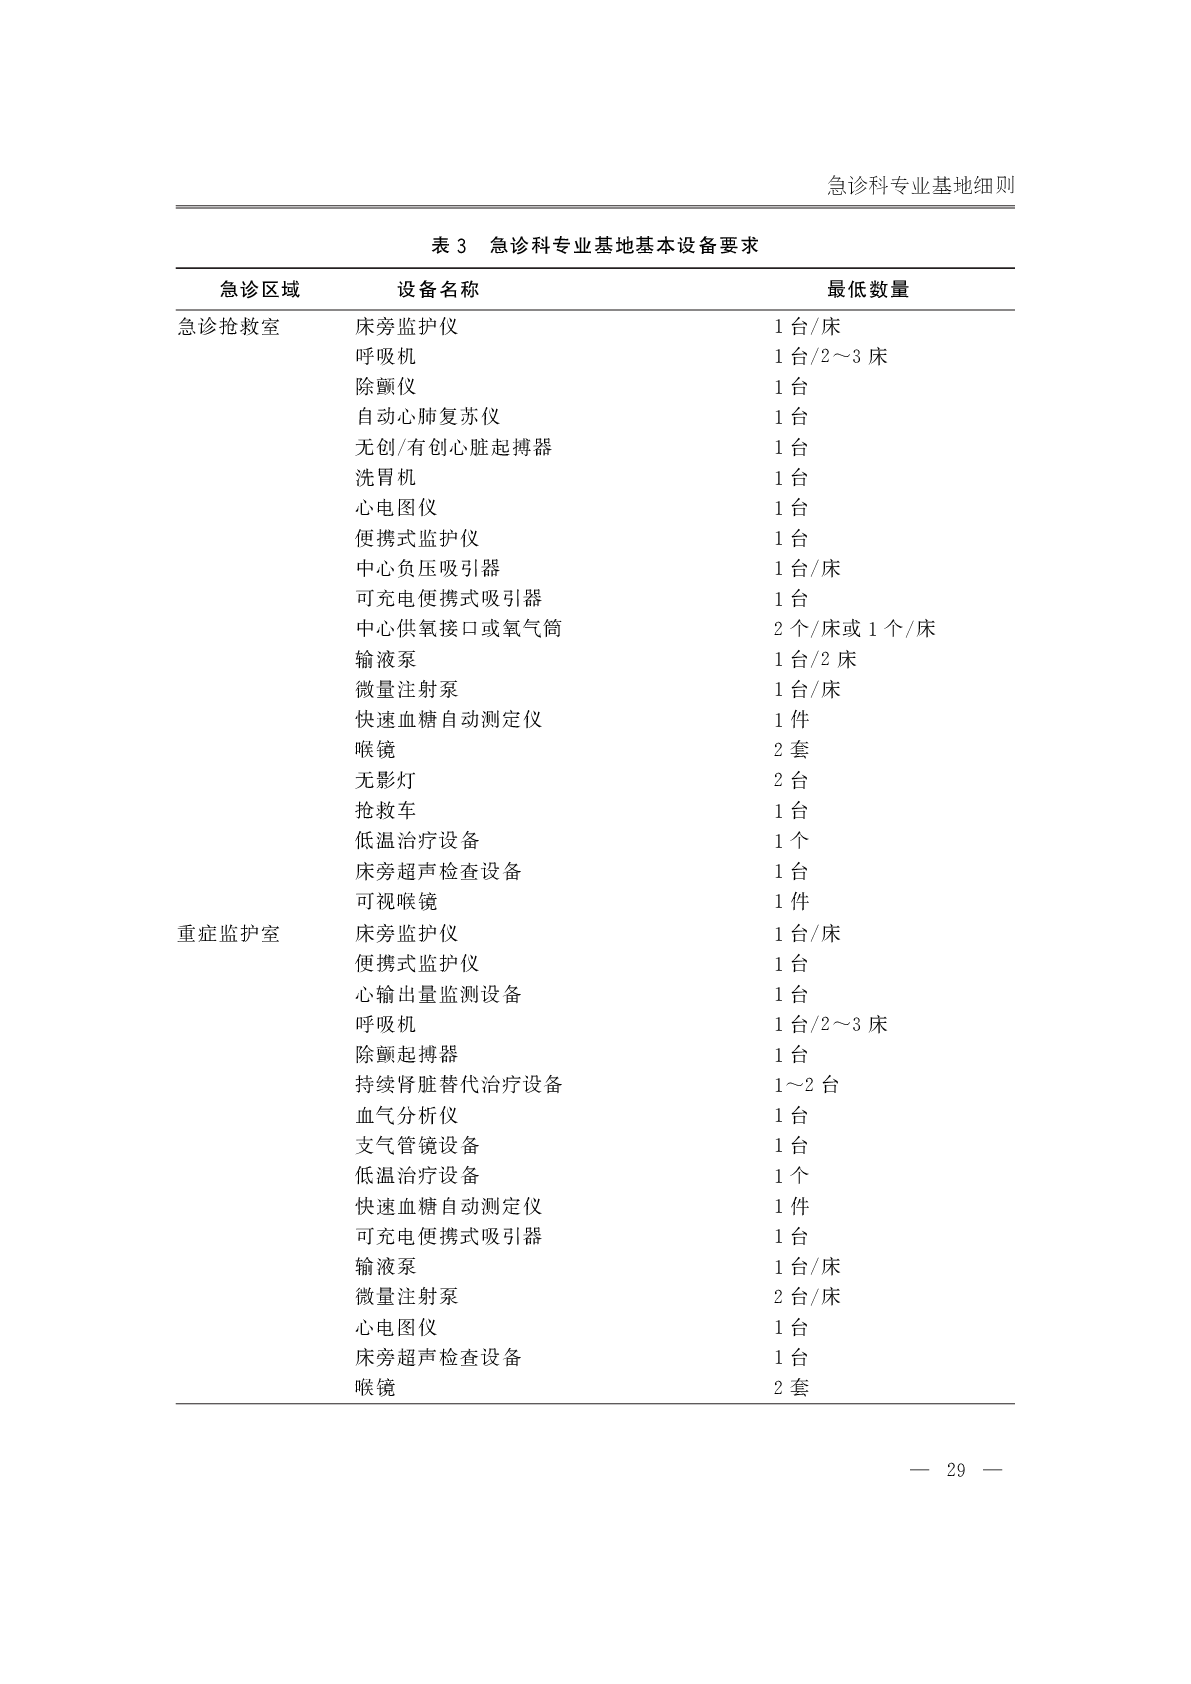 急诊科专业基地细则
表 3 急诊科专业基地基本设备要求
急诊区域 设备名称 最低数量
急诊抢救室 床旁监护仪 1 台/床
呼吸机 1 台/2～3 床
除颤仪 1 台
自动心肺复苏仪 1 台
无创/有创心脏起搏器 1 台
洗胃机 1 台
心电图仪 1 台
便携式监护仪 1 台
中心负压吸引器 1 台/床
可充电便携式吸引器 1 台
中心供氧接口或氧气筒 2 个/床或 1 个/床
输液泵 1 台/2 床
微量注射泵 1 台/床
快速血糖自动测定仪 1 件
喉镜 2 套
无影灯 2 台
抢救车 1 台
低温治疗设备 1 个
床旁超声检查设备 1 台
可视喉镜 1 件
重症监护室 床旁监护仪 1 台/床
便携式监护仪 1 台
心输出量监测设备 1 台
呼吸机 1 台/2～3 床
除颤起搏器 1 台
持续肾脏替代治疗设备 1～2 台
血气分析仪 1 台
支气管镜设备 1 台
低温治疗设备 1 个
快速血糖自动测定仪 1 件
可充电便携式吸引器 1 台
输液泵 1 台/床
微量注射泵 2 台/床
心电图仪 1 台
床旁超声检查设备 1 台
喉镜 2 套
— 29 —